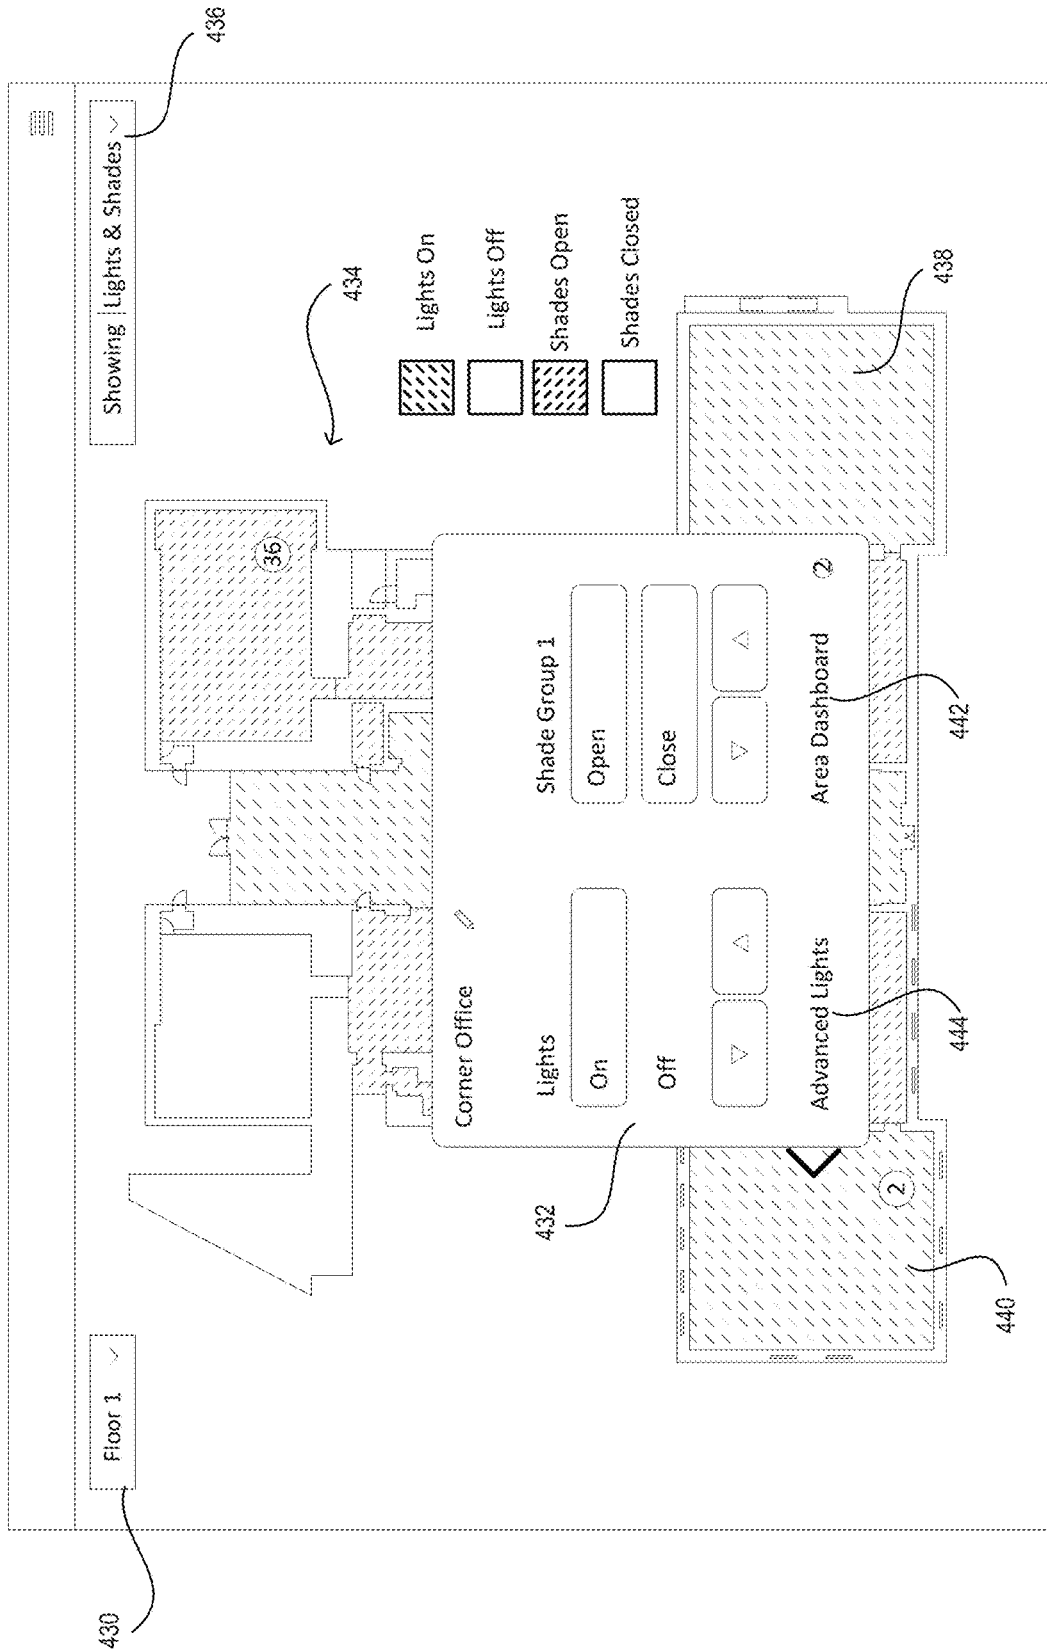 430
Floor 1
Showing | Lights & Shades
436
434
Lights On
Lights Off
Shades Open
Shades Closed
36
Corner Office
Lights
On
Off
Advanced Lights
Shade Group 1
Open
Close
Area Dashboard
2
432
2
440
444
442
438